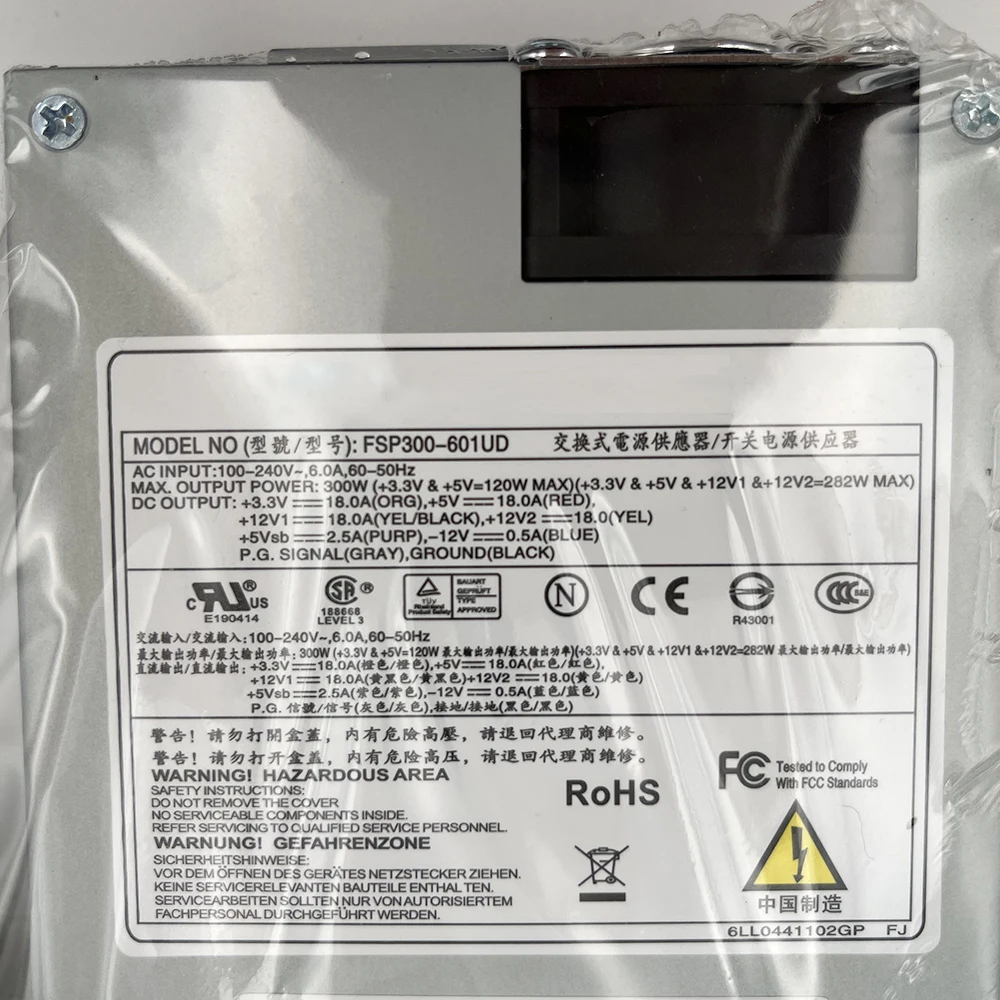 MODEL NO (型號/型号): FSP300-601UD 交换式電源供應器/开关电源供应器
AC INPUT:100-240V~,6.0A,60-50Hz
MAX. OUTPUT POWER: 300W (+3.3V & +5V=120W MAX)(+3.3V & +5V & +12V1 &+12V2=282W MAX)
DC OUTPUT: +3.3V ⎓ 18.0A(ORG),+5V ⎓ 18.0A(RED),
+12V1 ⎓ 18.0A(YEL/BLACK),+12V2 ⎓ 18.0(YEL)
+5Vsb ⎓ 2.5A(PURP),-12V ⎓ 0.5A(BLUE)
P.G. SIGNAL(GRAY),GROUND(BLACK)
c RU ® US
E190414
SA ®
188668
LEVEL 3
TÜV
Rheinland
Product Safety
BAUART
GEPRÜFT
TYPE
APPROVED
N
CE
R43001
CCC S&E
交流输入/交流輸入:100-240V~,6.0A,60-50Hz
最大输出功率/最大輸出功率: 300W (+3.3V & +5V=120W 最大輸出功率/最大输出功率)(+3.3V & +5V & +12V1 &+12V2=282W 最大輸出功率/最大输出功率)
直流输出/直流輸出:+3.3V ⎓ 18.0A(橙色/橙色),+5V ⎓ 18.0A(红色/紅色),
+12V1 ⎓ 18.0A(黄黑色/黃黑色)+12V2 ⎓ 18.0(黄色/黃色)
+5Vsb ⎓ 2.5A(紫色/紫色),-12V ⎓ 0.5A(藍色/蓝色)
P.G. 信號/信号(灰色/灰色),接地/接地(黑色/黑色)
警告! 請勿打開盒蓋,內有危險高壓,請退回代理商維修。
警告! 请勿打开盒盖,内有危险高压,请退回代理商维修。
WARNING! HAZARDOUS AREA
SAFETY INSTRUCTIONS:
DO NOT REMOVE THE COVER
NO SERVICEABLE COMPONENTS INSIDE.
REFER SERVICING TO QUALIFIED SERVICE PERSONNEL.
WARNUNG! GEFAHRENZONE
SICHERHEITSHINWEISE:
VOR DEM ÖFFNEN DES GERÄTES NETZSTECKER ZIEHEN.
KEINE SERVICERELEVANTEN BAUTEILE ENTHALTEN.
SERVICEARBEITEN SOLLTEN NUR VON AUTORISIERTEM
FACHPERSONAL DURCHGEFÜHRT WERDEN.
RoHS
FC Tested to Comply
With FCC Standards
中国制造
6LL0441102GP FJ